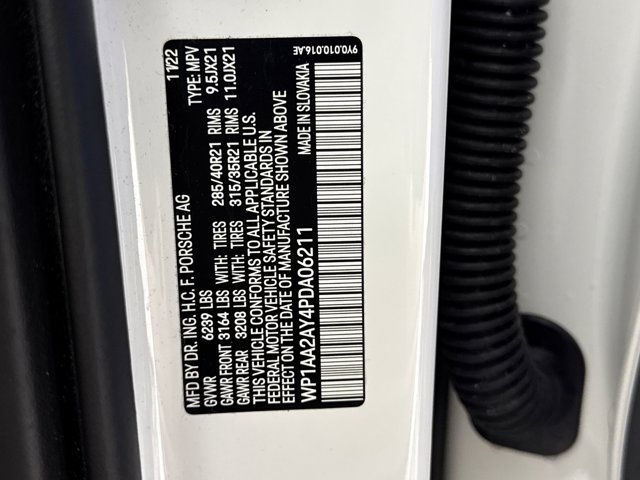 MFD BY DR. ING. H.C. F. PORSCHE AG 11/22
GVWR 6239 LBS TYPE: MPV
GAWR FRONT 3164 LBS WITH TIRES 285/40R21 RIMS 9.5JX21
GAWR REAR 3208 LBS WITH TIRES 315/35R21 RIMS 11.0JX21
THIS VEHICLE CONFORMS TO ALL APPLICABLE U.S.
FEDERAL MOTOR VEHICLE SAFETY STANDARDS IN
EFFECT ON THE DATE OF MANUFACTURE SHOWN ABOVE
WP1AA2AY4PDA06211 MADE IN SLOVAKIA
9Y0.010.016.AE